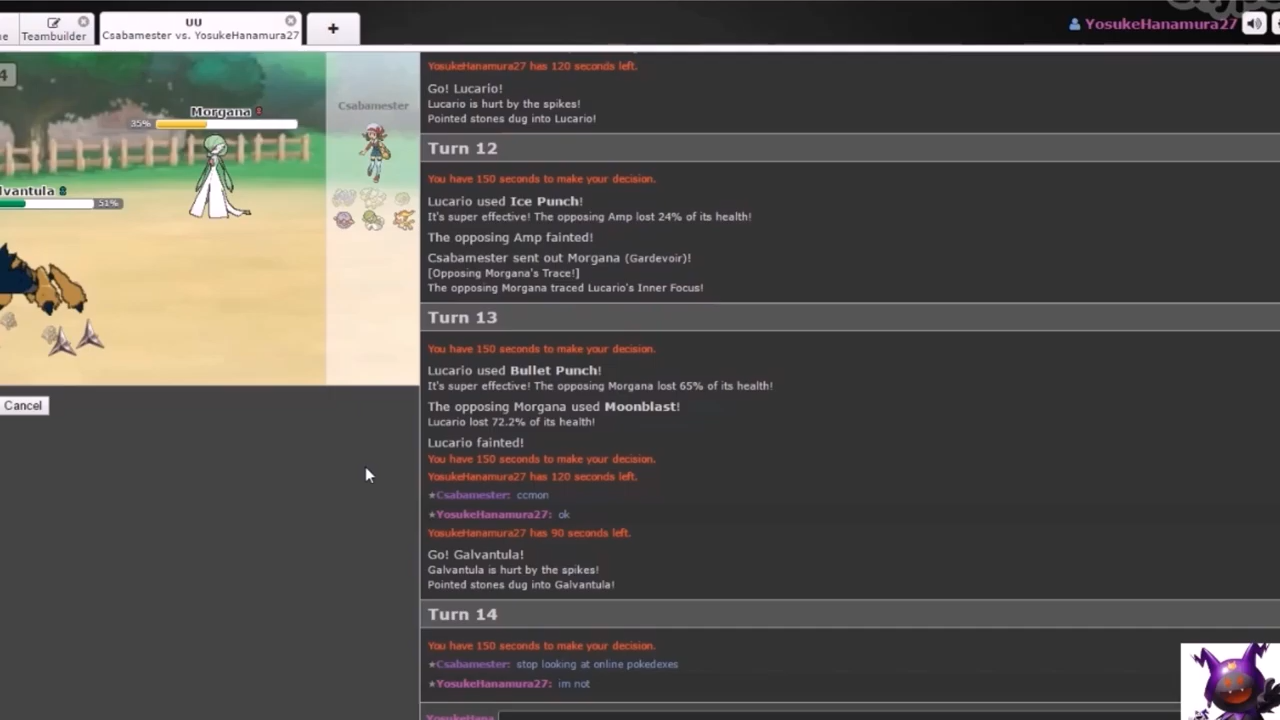 Teambuilder
UU
Csabamester vs. YosukeHanamura27
+
YosukeHanamura27
4
Morgana
35%
Csabamester
lvantula
51%
Cancel
YosukeHanamura27 has 120 seconds left.
Go! Lucario!
Lucario is hurt by the spikes!
Pointed stones dug into Lucario!
Turn 12
You have 150 seconds to make your decision.
Lucario used Ice Punch!
It's super effective! The opposing Amp lost 24% of its health!
The opposing Amp fainted!
Csabamester sent out Morgana (Gardevoir)!
[Opposing Morgana's Trace!]
The opposing Morgana traced Lucario's Inner Focus!
Turn 13
You have 150 seconds to make your decision.
Lucario used Bullet Punch!
It's super effective! The opposing Morgana lost 65% of its health!
The opposing Morgana used Moonblast!
Lucario lost 72.2% of its health!
Lucario fainted!
You have 150 seconds to make your decision.
YosukeHanamura27 has 120 seconds left.
★Csabamester: ccmon
★YosukeHanamura27: ok
YosukeHanamura27 has 90 seconds left.
Go! Galvantula!
Galvantula is hurt by the spikes!
Pointed stones dug into Galvantula!
Turn 14
You have 150 seconds to make your decision.
★Csabamester: stop looking at online pokedexes
★YosukeHanamura27: im not